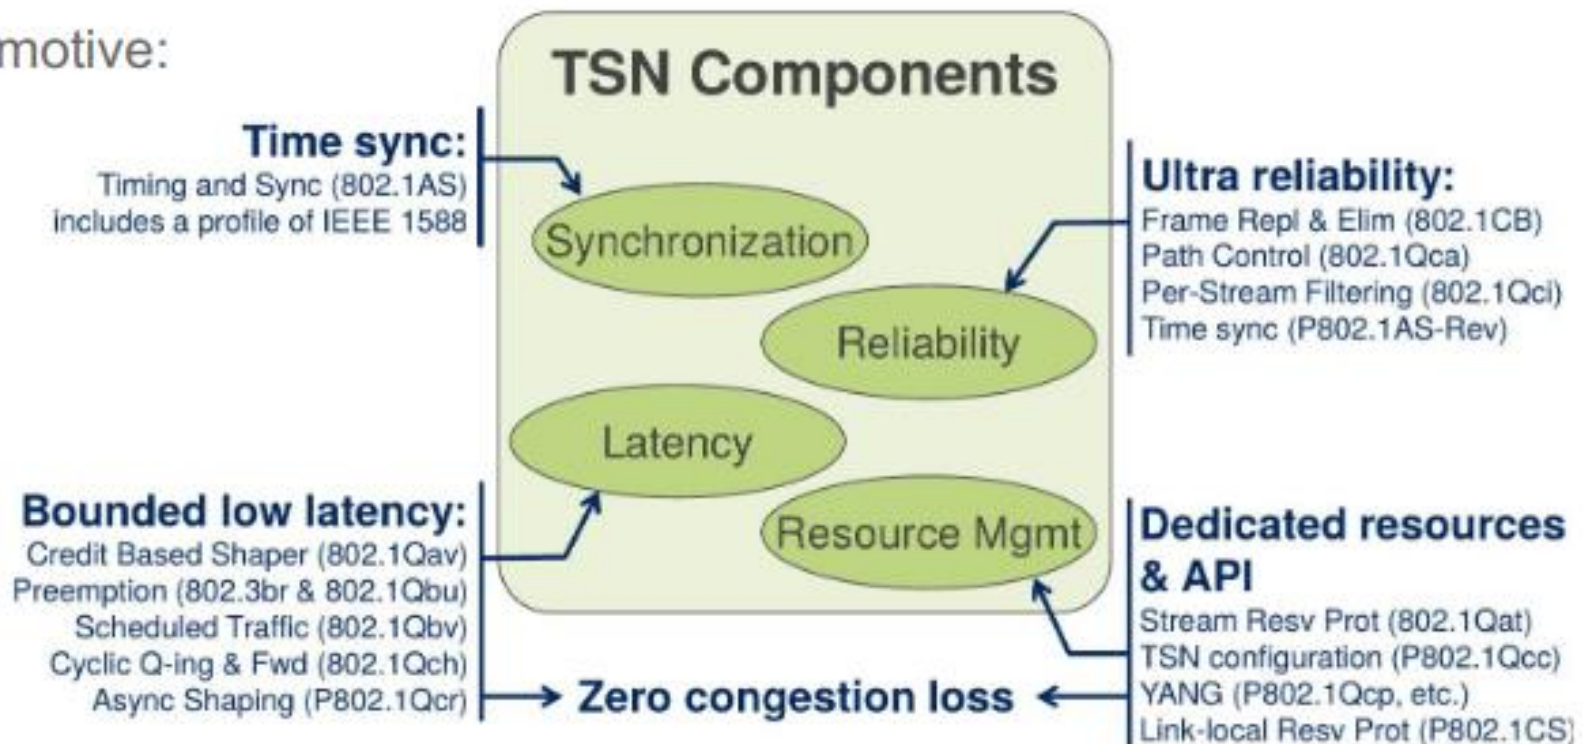 motive:
TSN Components
Time sync:
Timing and Sync (802.1AS)
includes a profile of IEEE 1588
Synchronization
Ultra reliability:
Frame Repl & Elim (802.1CB)
Path Control (802.1Qca)
Per-Stream Filtering (802.1Qci)
Time sync (P802.1AS-Rev)
Reliability
Latency
Bounded low latency:
Credit Based Shaper (802.1Qav)
Preemption (802.3br & 802.1Qbu)
Scheduled Traffic (802.1Qbv)
Cyclic Q-ing & Fwd (802.1Qch)
Async Shaping (P802.1Qcr)
Resource Mgmt
Dedicated resources
& API
Stream Resv Prot (802.1Qat)
TSN configuration (P802.1Qcc)
YANG (P802.1Qcp, etc.)
Link-local Resv Prot (P802.1CS)
Zero congestion loss